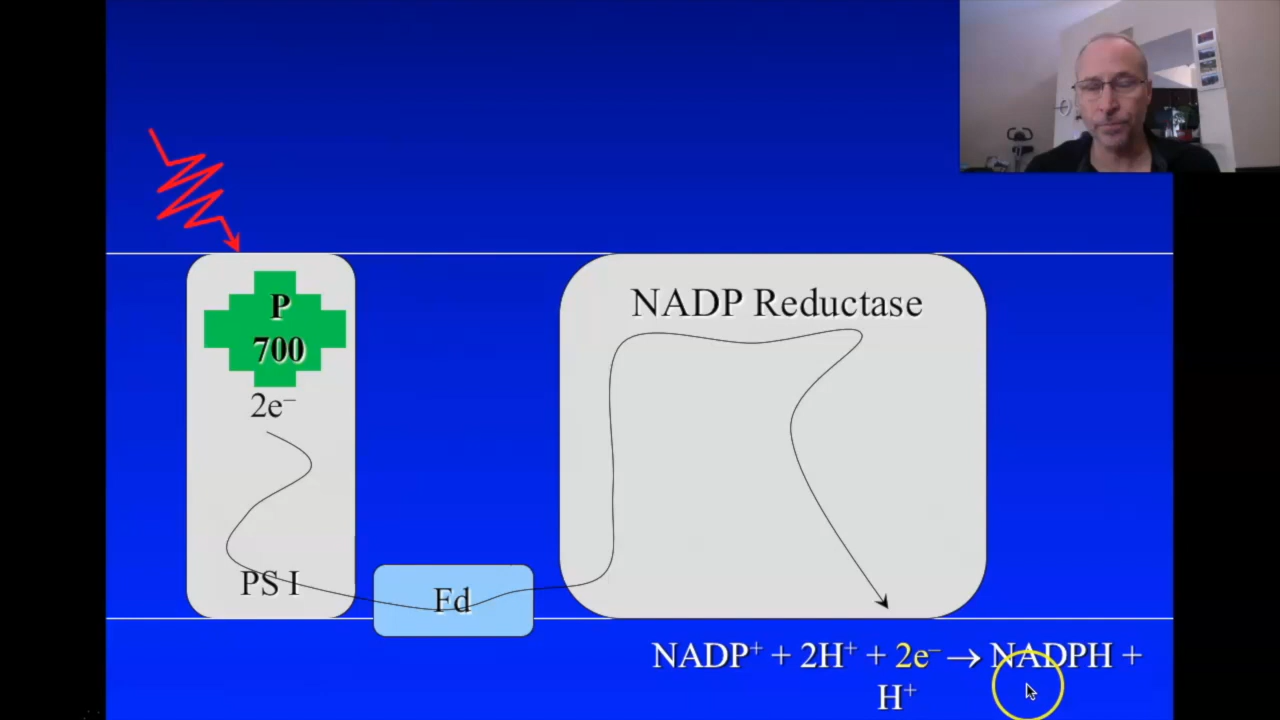 P
700
2e⁻
PS I
Fd
NADP Reductase
NADP⁺ + 2H⁺ + 2e⁻ → NADPH +
H⁺